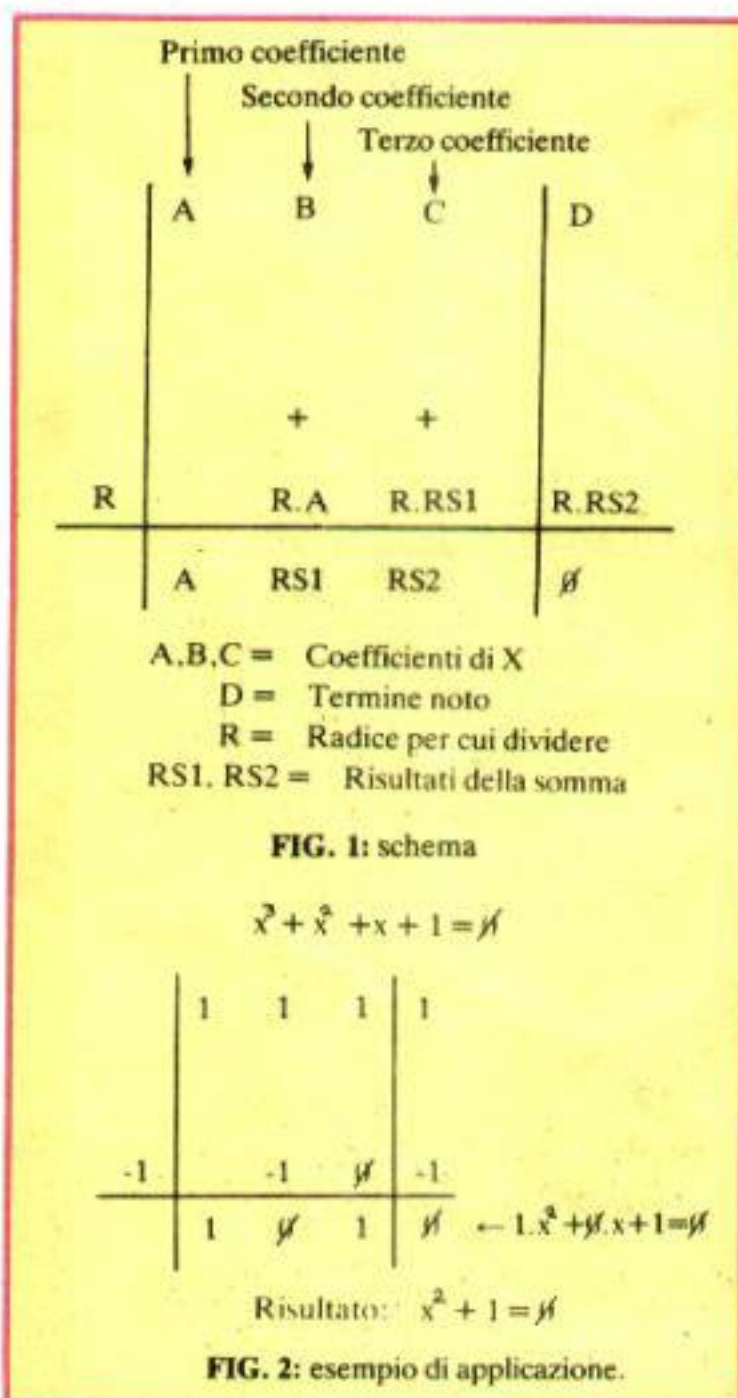 Primo coefficiente
Secondo coefficiente
Terzo coefficiente
A B C D
+ +
R R.A R.RS1 R.RS2
A RS1 RS2 Ø
A,B,C = Coefficienti di X
D = Termine noto
R = Radice per cui dividere
RS1, RS2 = Risultati della somma
FIG. 1: schema
x³ + x² + x + 1 = Ø
1 1 1 1
-1 -1 Ø -1
1 Ø 1 Ø ← 1.x² + Ø.x + 1 = Ø
Risultato: x² + 1 = Ø
FIG. 2: esempio di applicazione.